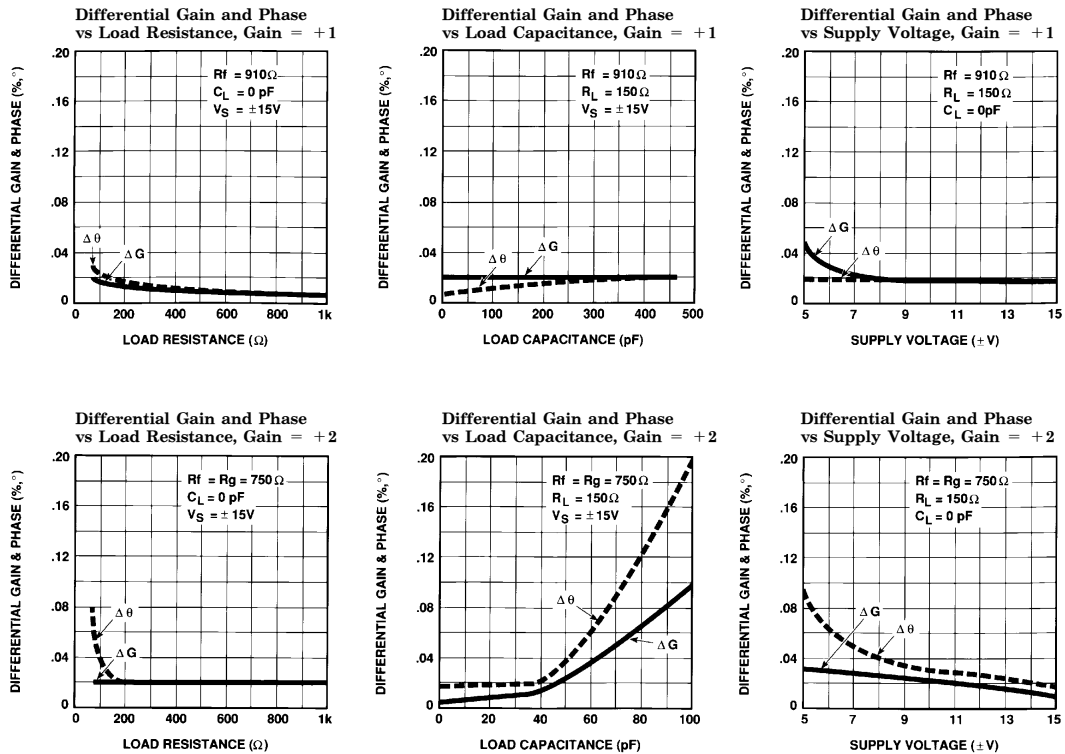 Differential Gain and Phase
vs Load Resistance, Gain = +1
DIFFERENTIAL GAIN & PHASE (%,°)
.20
.16
.12
.08
.04
0
Rf = 910Ω
CL = 0 pF
VS = ±15V
Δθ
ΔG
0 200 400 600 800 1k
LOAD RESISTANCE (Ω)
Differential Gain and Phase
vs Load Capacitance, Gain = +1
DIFFERENTIAL GAIN & PHASE (%,°)
.20
.16
.12
.08
.04
0
Rf = 910Ω
RL = 150Ω
VS = ±15V
ΔG
Δθ
0 100 200 300 400 500
LOAD CAPACITANCE (pF)
Differential Gain and Phase
vs Supply Voltage, Gain = +1
DIFFERENTIAL GAIN & PHASE (%,°)
.20
.16
.12
.08
.04
0
Rf = 910Ω
RL = 150Ω
CL = 0pF
ΔG
Δθ
5 7 9 11 13 15
SUPPLY VOLTAGE (±V)
Differential Gain and Phase
vs Load Resistance, Gain = +2
DIFFERENTIAL GAIN & PHASE (%,°)
.20
.16
.12
.08
.04
0
Rf = Rg = 750Ω
CL = 0 pF
VS = ±15V
Δθ
ΔG
0 200 400 600 800 1k
LOAD RESISTANCE (Ω)
Differential Gain and Phase
vs Load Capacitance, Gain = +2
DIFFERENTIAL GAIN & PHASE (%,°)
.20
.16
.12
.08
.04
0
Rf = Rg = 750Ω
RL = 150Ω
VS = ±15V
Δθ
ΔG
0 20 40 60 80 100
LOAD CAPACITANCE (pF)
Differential Gain and Phase
vs Supply Voltage, Gain = +2
DIFFERENTIAL GAIN & PHASE (%,°)
.20
.16
.12
.08
.04
0
Rf = Rg = 750
RL = 150Ω
CL = 0 pF
ΔG
Δθ
5 7 9 11 13 15
SUPPLY VOLTAGE (±V)